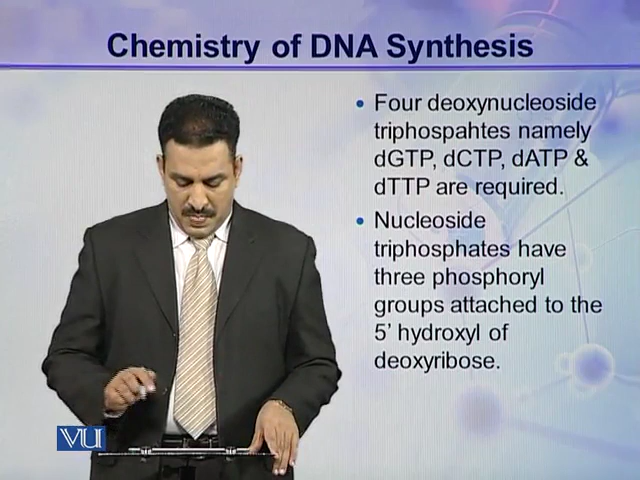 Chemistry of DNA Synthesis
• Four deoxynucleoside
triphospahtes namely
dGTP, dCTP, dATP &
dTTP are required.
• Nucleoside
triphosphates have
three phosphoryl
groups attached to the
5' hydroxyl of
deoxyribose.
VU